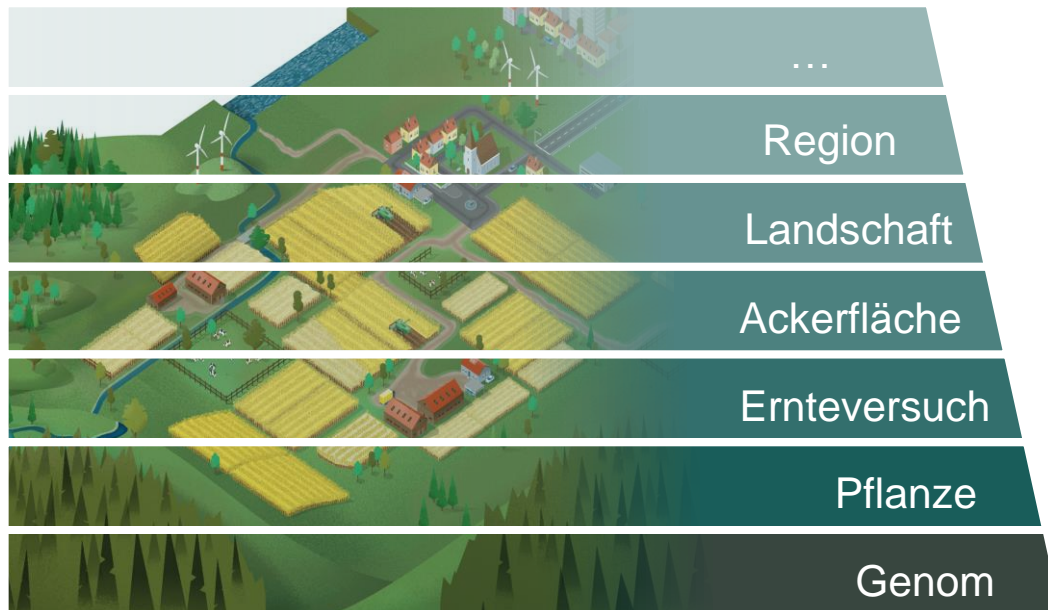 ...
Region
Landschaft
Ackerfläche
Ernteversuch
Pflanze
Genom